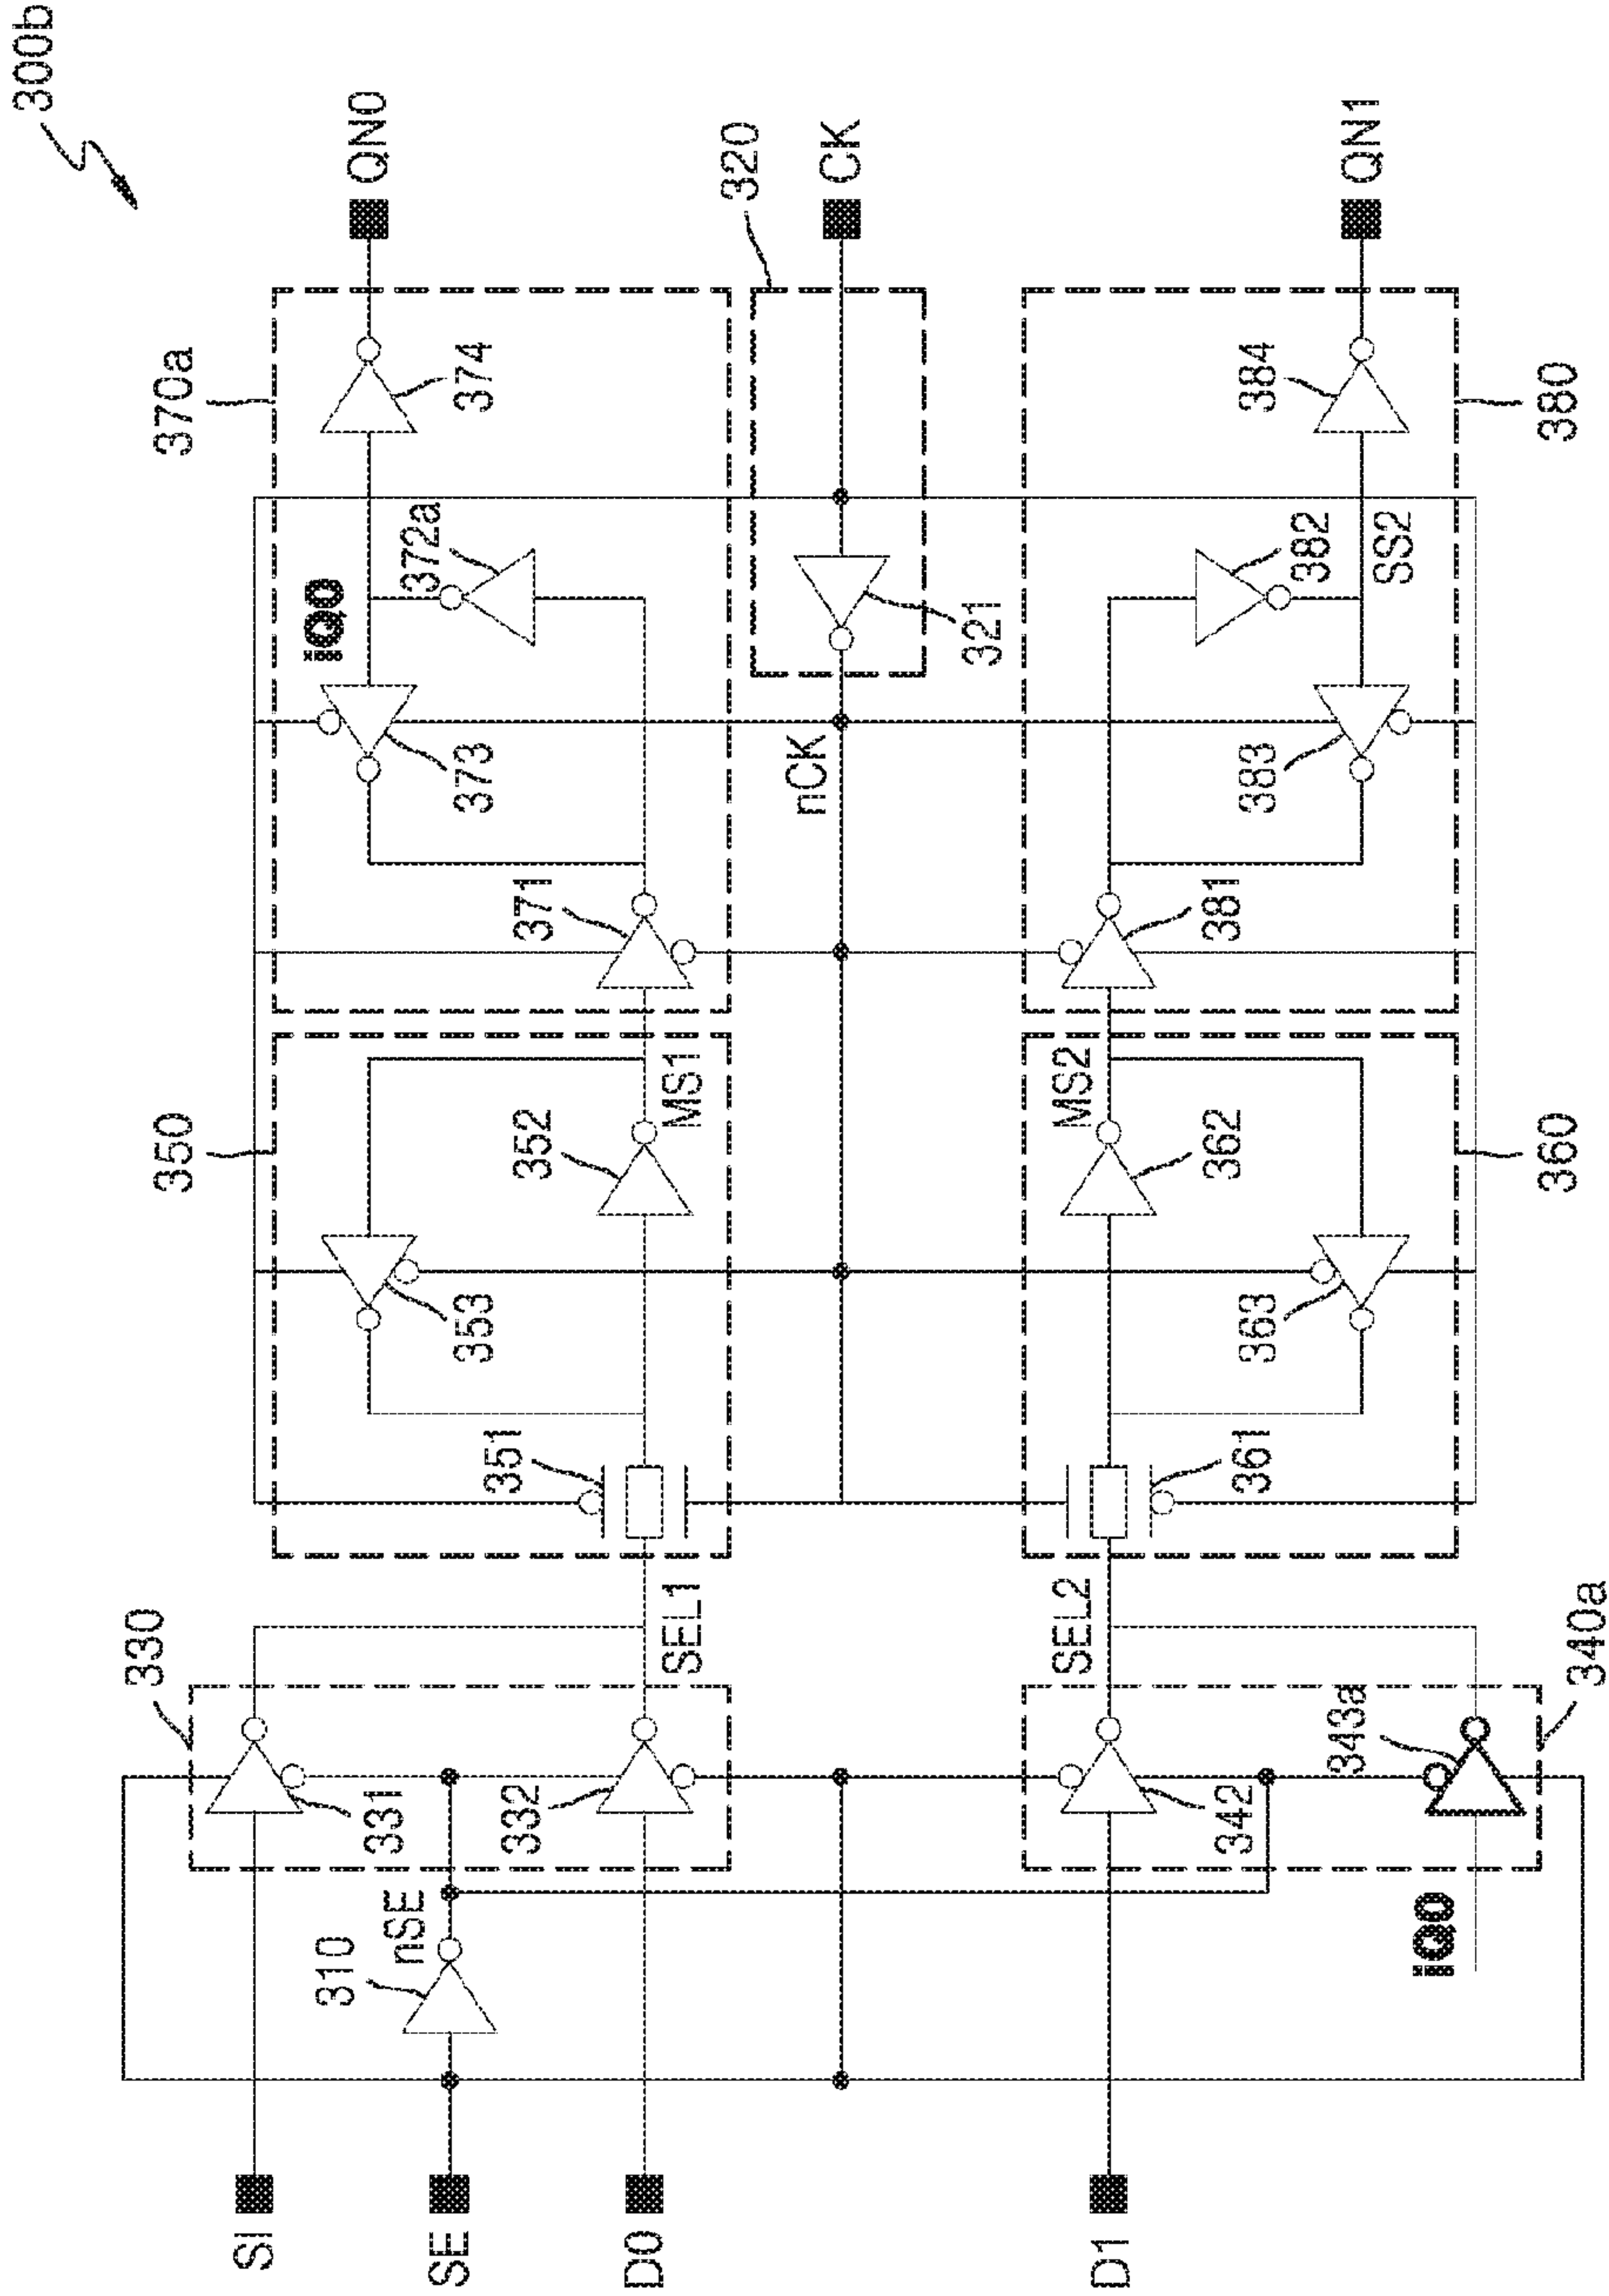 300b
370a
QN0
374
372a
iQ0
373
371
320
CK
321
nCK
QN1
384
380
382
SS2
383
381
350
353
352
MS1
351
MS2
362
363
361
360
330
331
332
SEL1
SEL2
342
343a
340a
iQ0
310
nSE
SI
SE
D0
D1